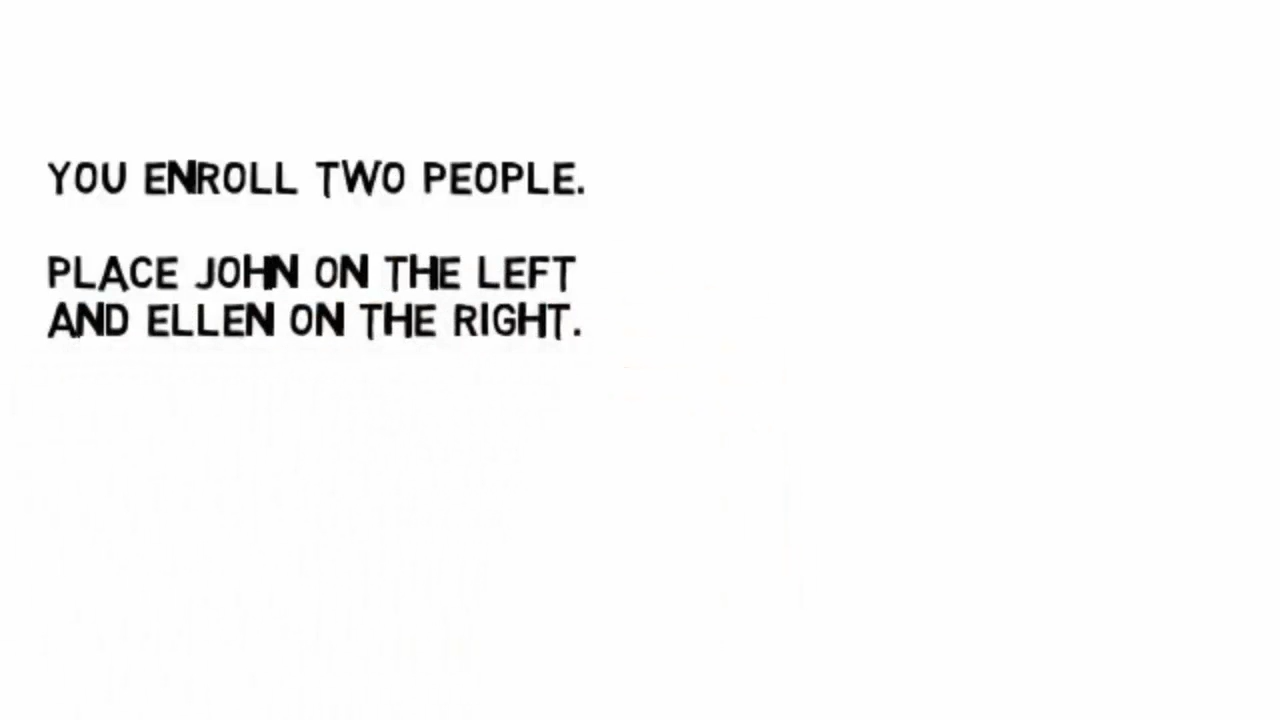 YOU ENROLL TWO PEOPLE.
PLACE JOHN ON THE LEFT
AND ELLEN ON THE RIGHT.